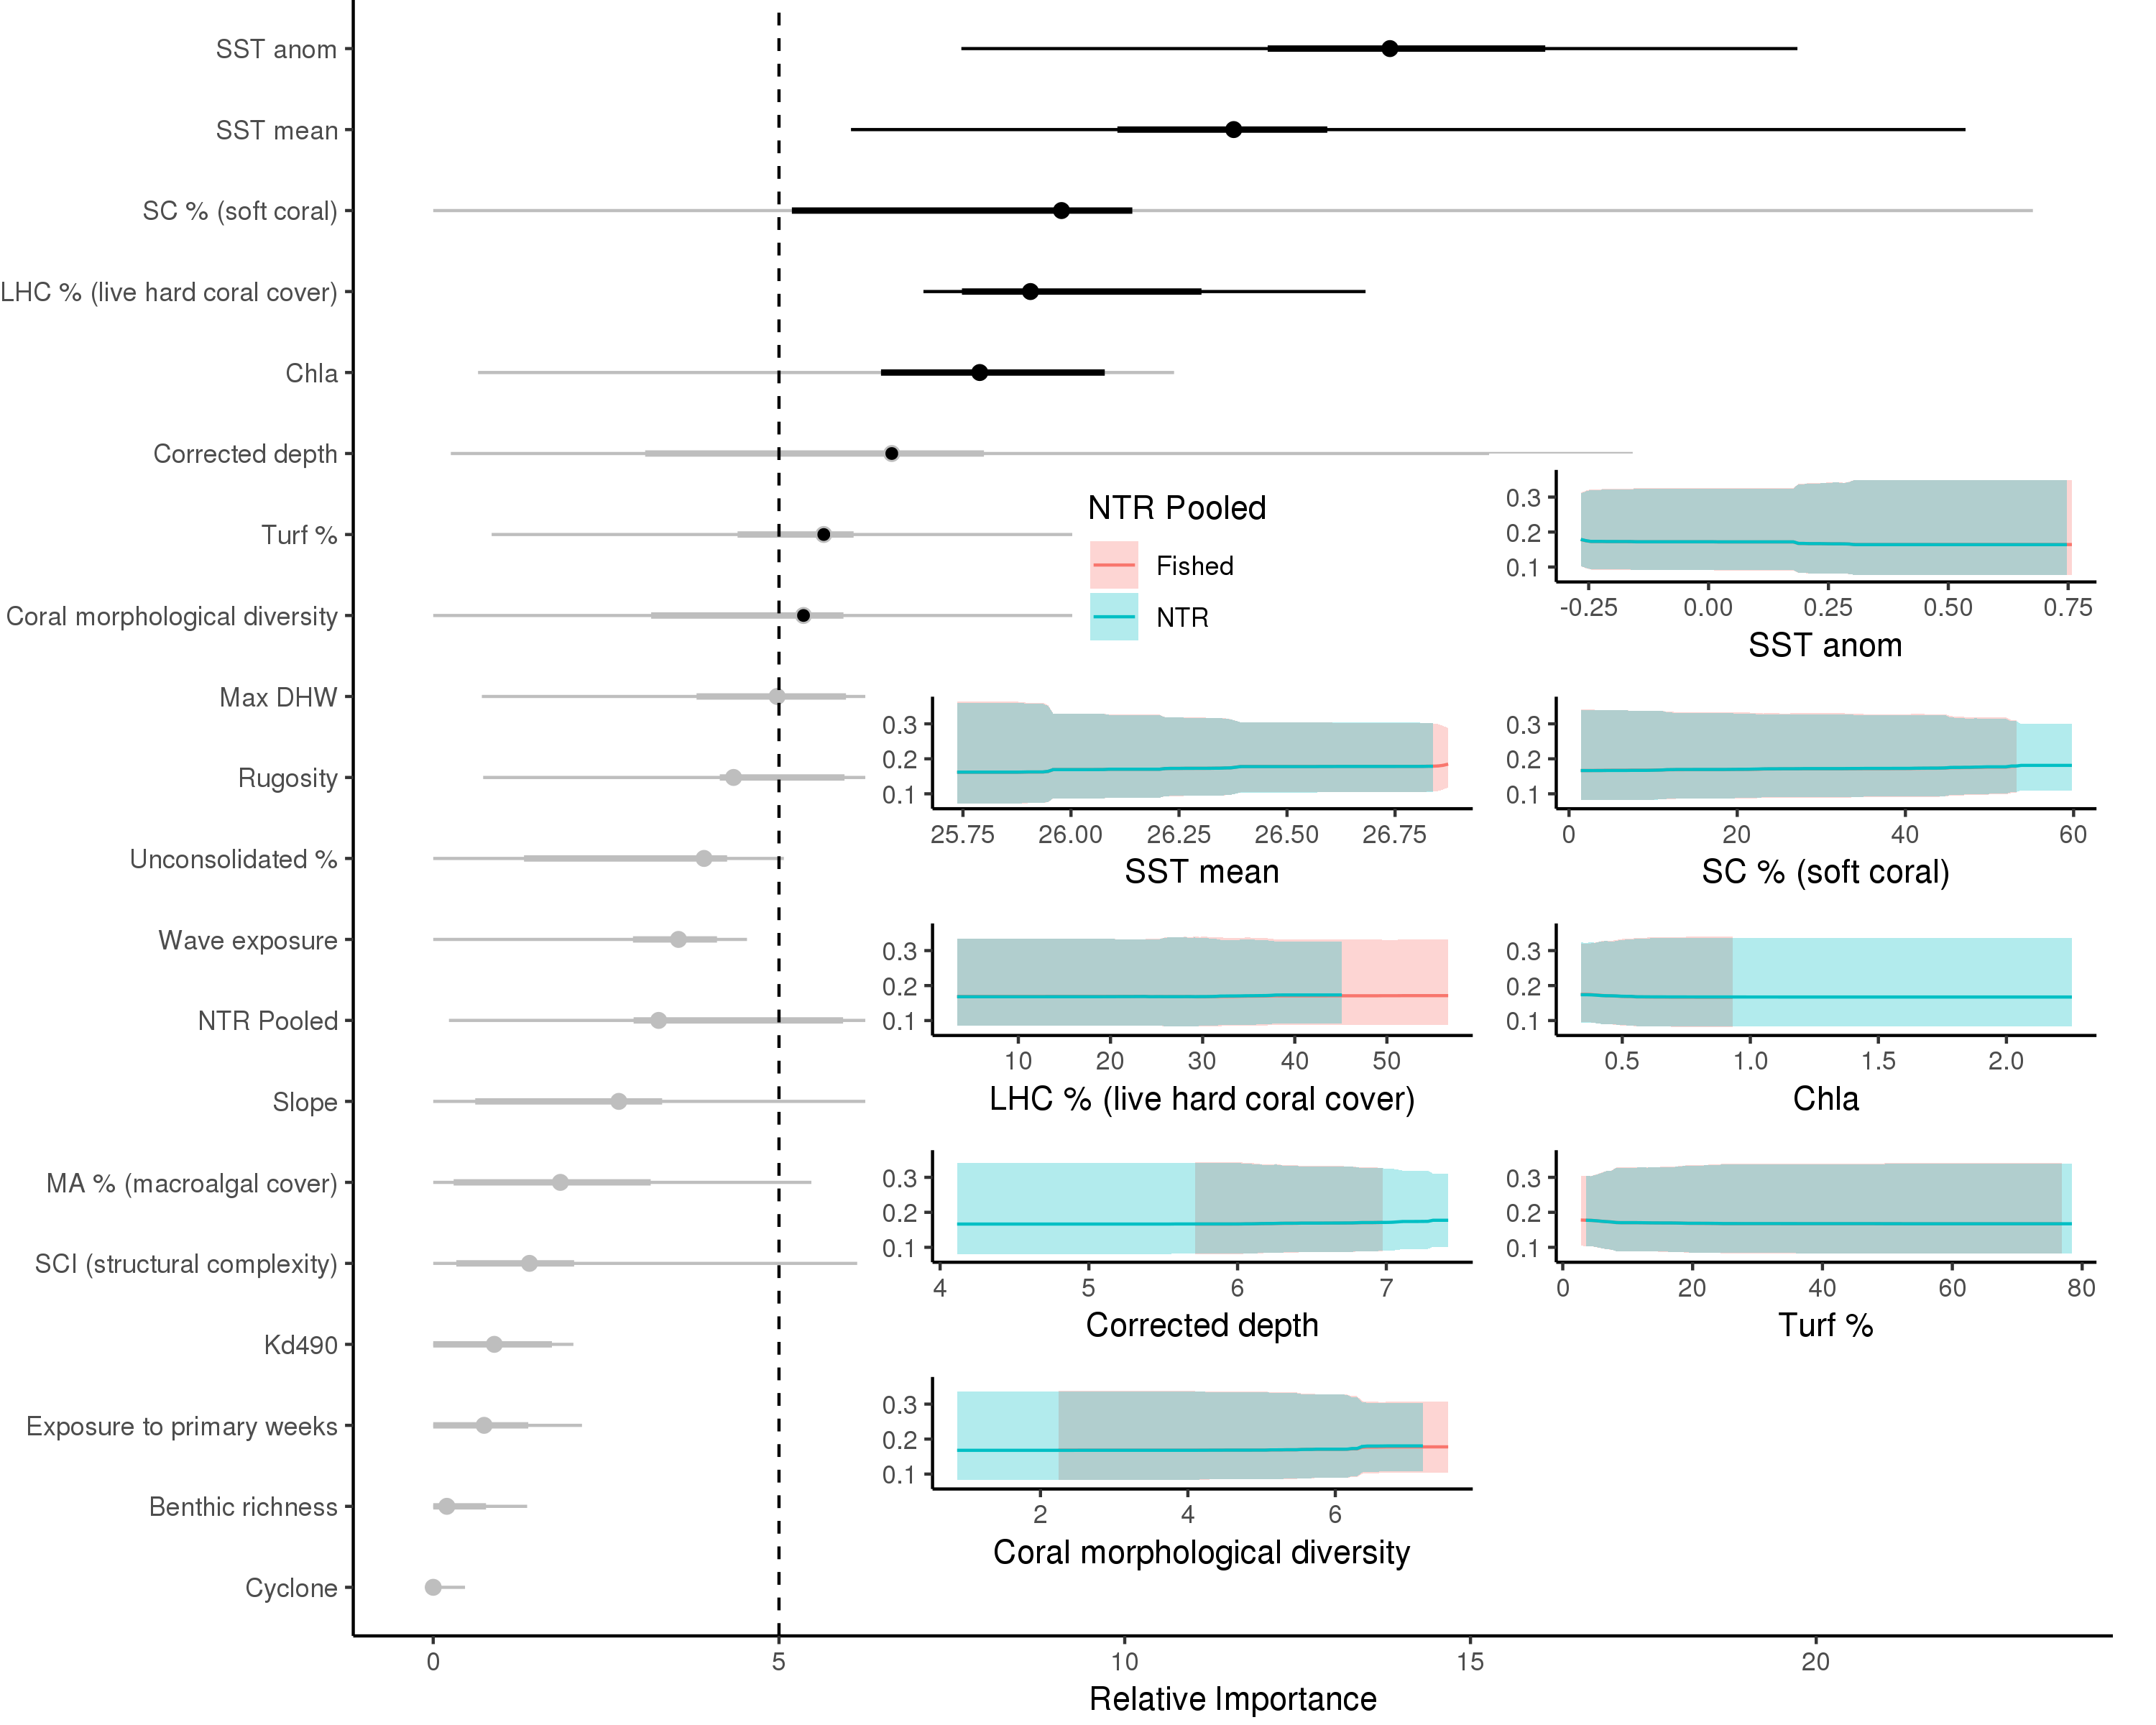 SST anom
SST mean
SC % (soft coral)
LHC % (live hard coral cover)
Chla
Corrected depth
Turf %
Coral morphological diversity
Max DHW
Rugosity
Unconsolidated %
Wave exposure
NTR Pooled
Slope
MA % (macroalgal cover)
SCI (structural complexity)
Kd490
Exposure to primary weeks
Benthic richness
Cyclone
0 5 10 15 20
Relative Importance
NTR Pooled
Fished
NTR
0.3
0.2
0.1
-0.25 0.00 0.25 0.50 0.75
SST anom
0.3
0.2
0.1
25.75 26.00 26.25 26.50 26.75
SST mean
0.3
0.2
0.1
0 20 40 60
SC % (soft coral)
0.3
0.2
0.1
10 20 30 40 50
LHC % (live hard coral cover)
0.3
0.2
0.1
0.5 1.0 1.5 2.0
Chla
0.3
0.2
0.1
4 5 6 7
Corrected depth
0.3
0.2
0.1
0 20 40 60 80
Turf %
0.3
0.2
0.1
2 4 6
Coral morphological diversity